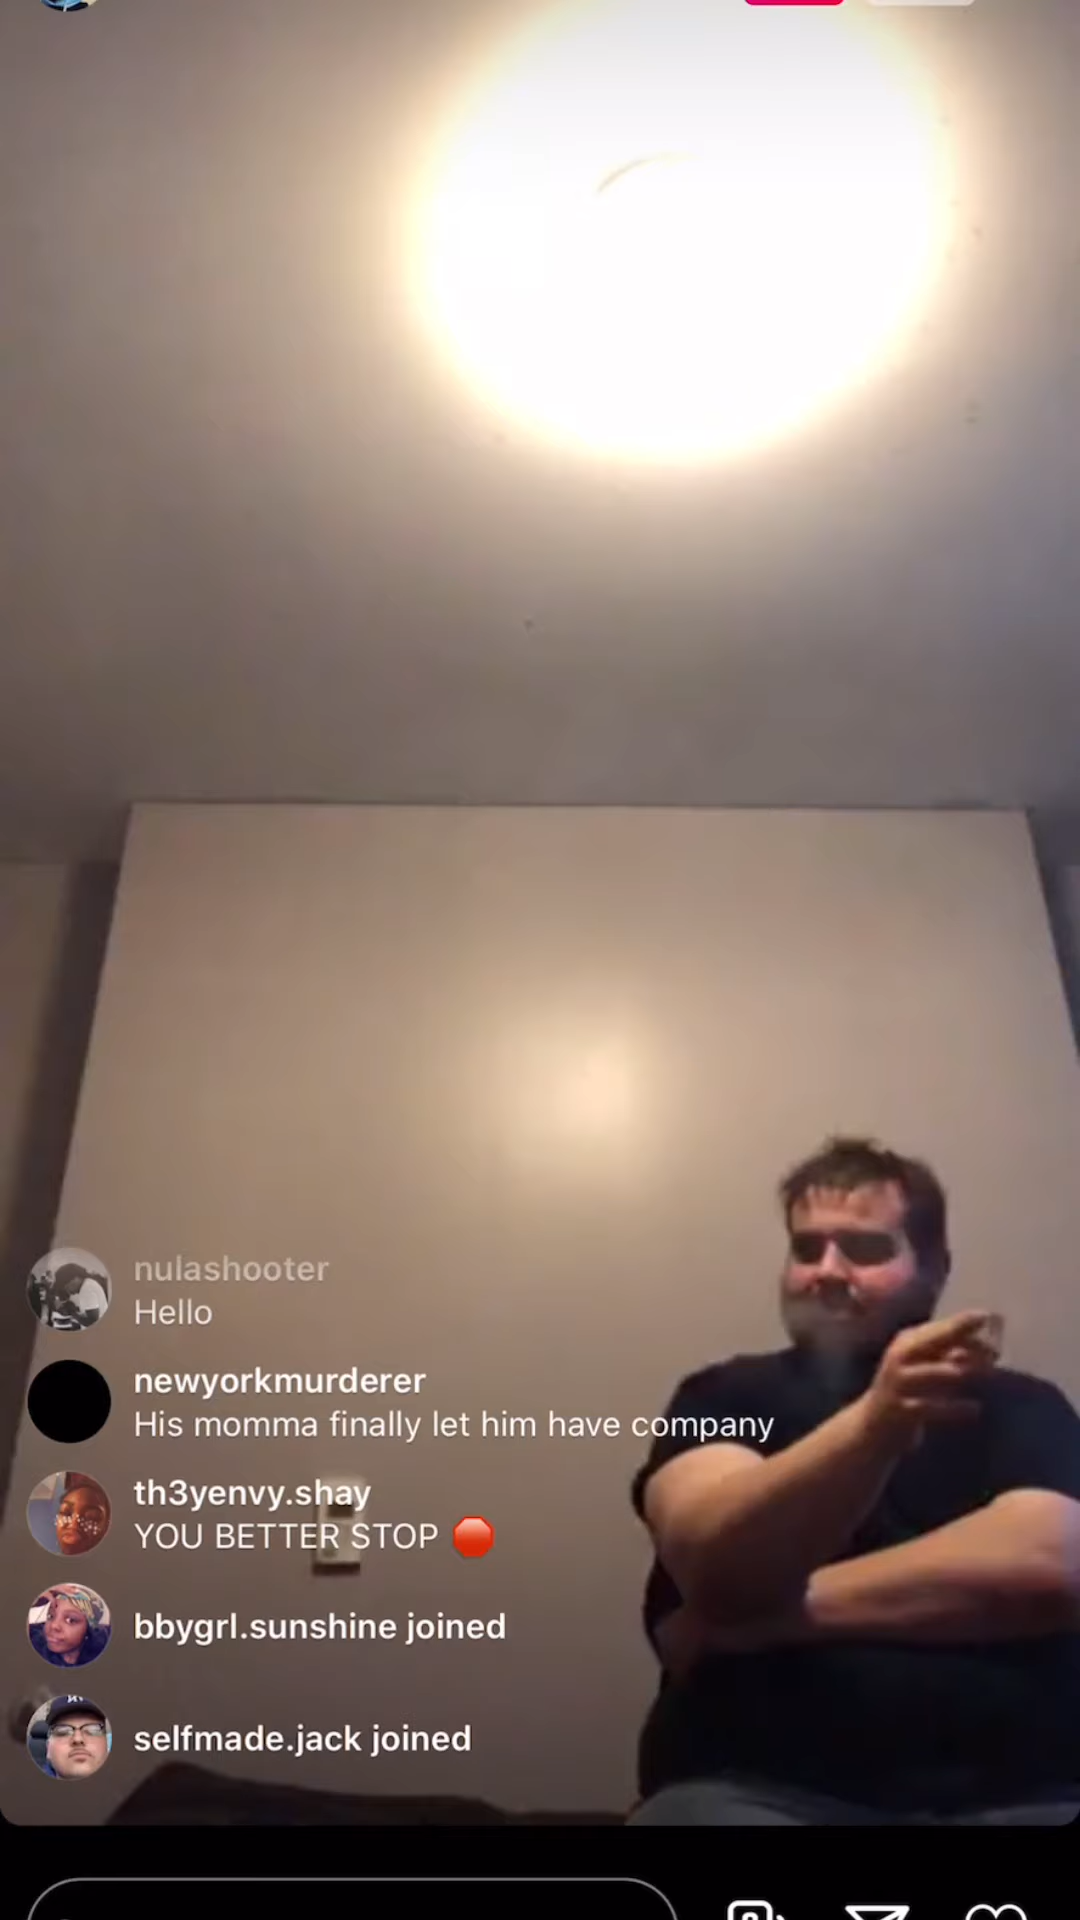 nulashooter
Hello
newyorkmurderer
His momma finally let him have company
th3yenvy.shay
YOU BETTER STOP 🛑
bbygrl.sunshine joined
selfmade.jack joined